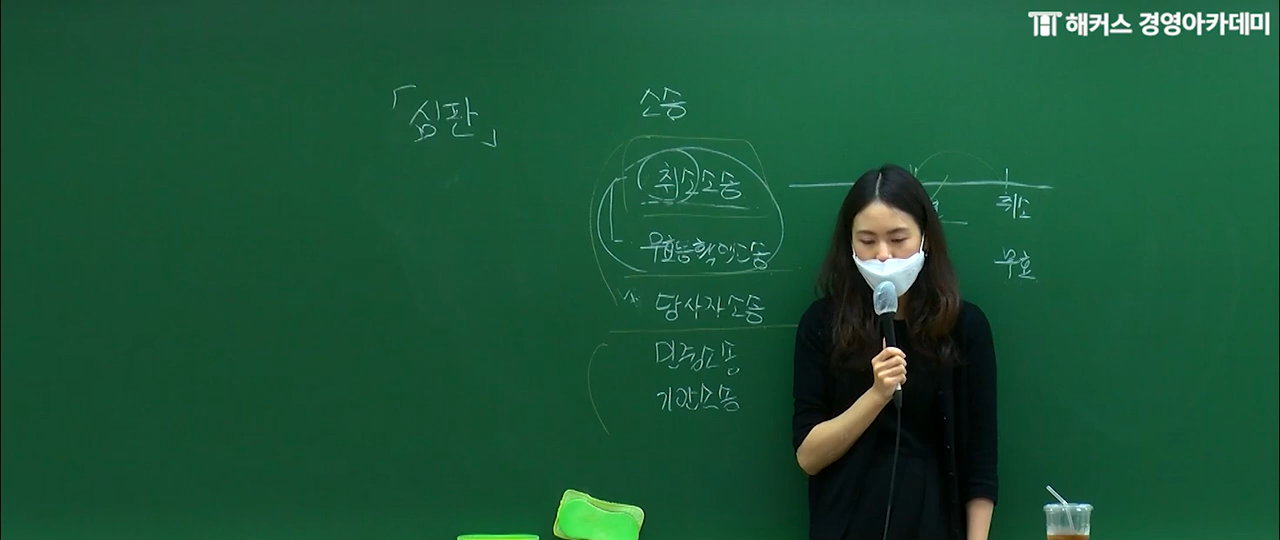 해커스 경영아카데미
「심판」
소송
취소소송
무효등확인소송
당사자소송
민중소송
기관소송
취소
무효